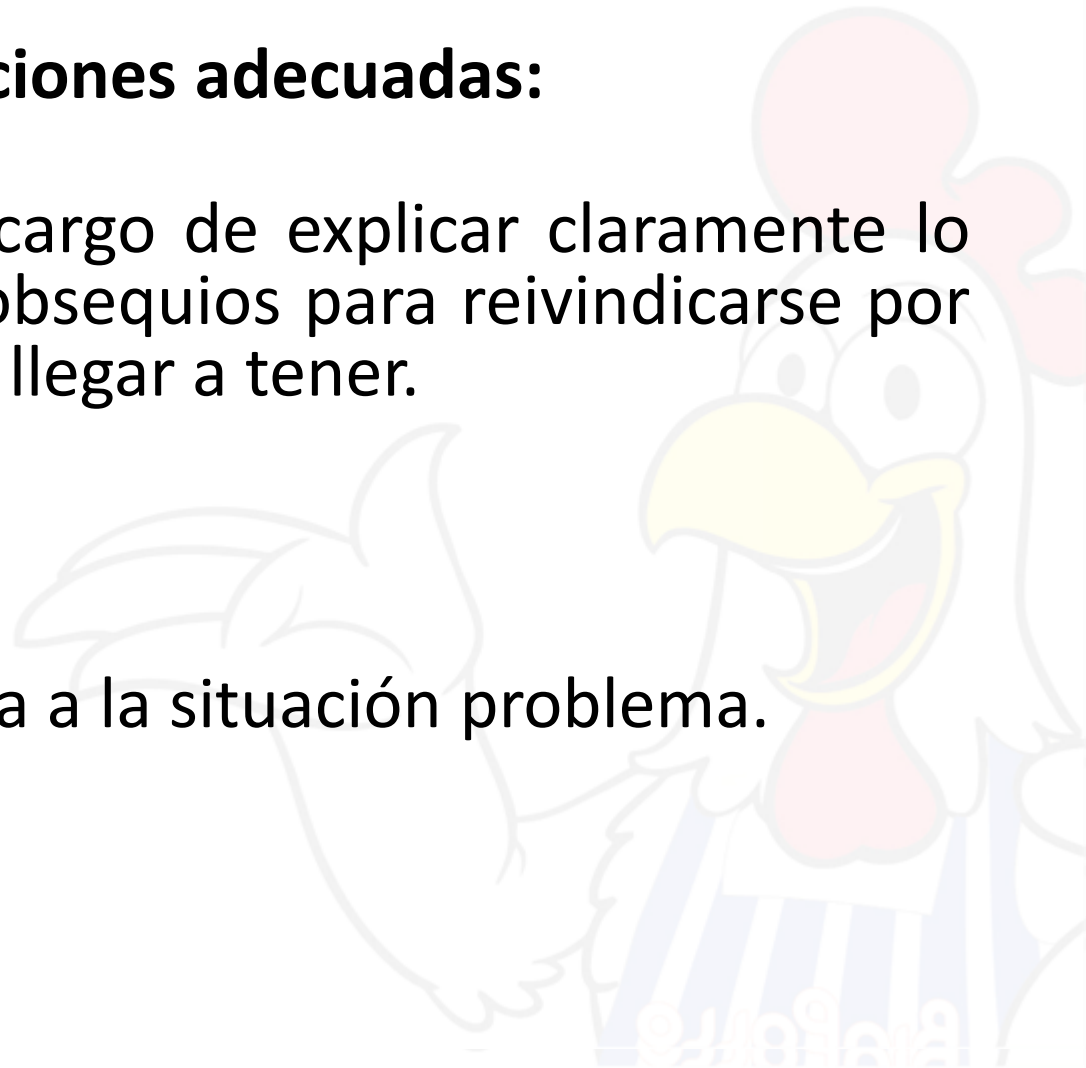 ciones adecuadas:
cargo de explicar claramente lo
obsequios para reivindicarse por
llegar a tener.
a a la situación problema.